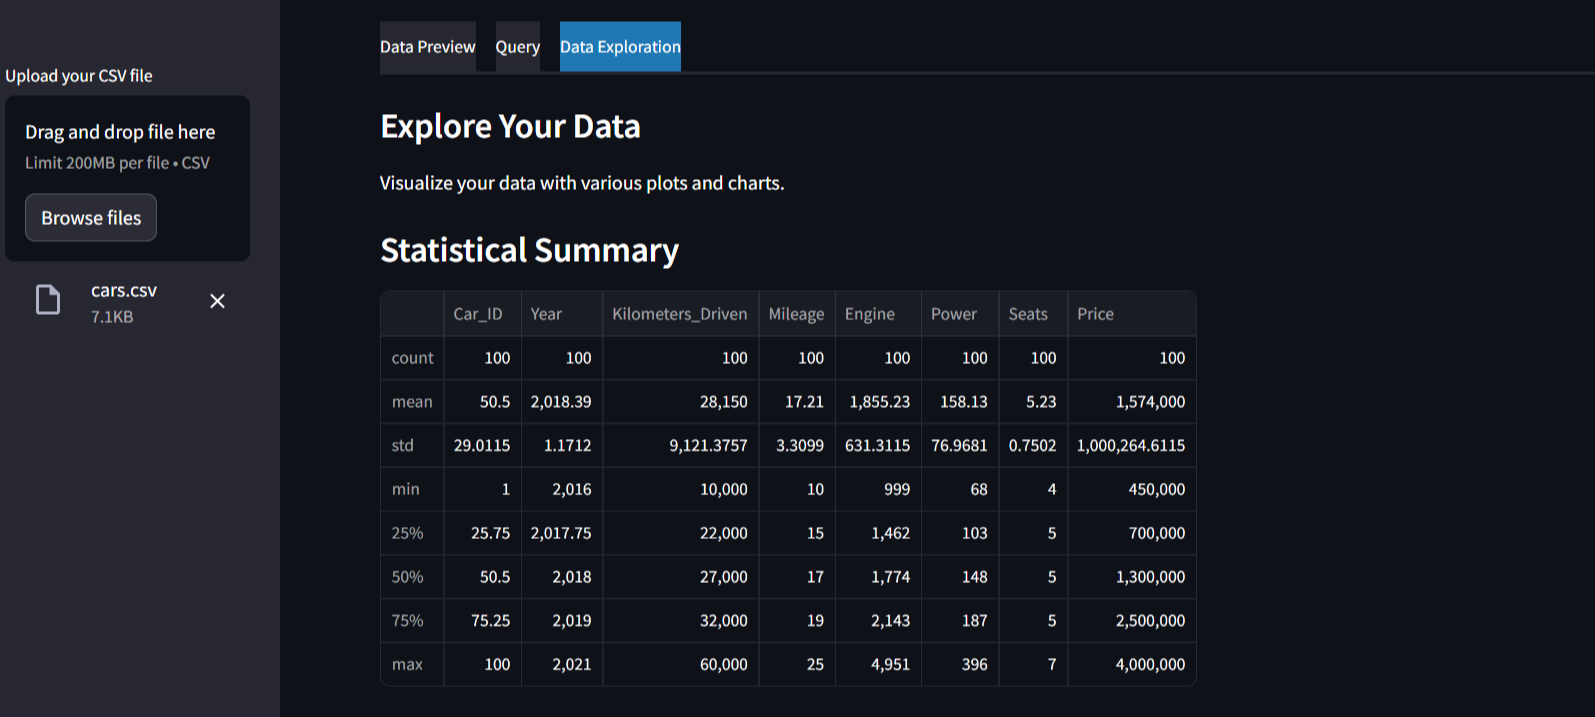 Upload your CSV file
Drag and drop file here
Limit 200MB per file • CSV
Browse files
cars.csv
7.1KB
Data Preview Query Data Exploration
Explore Your Data
Visualize your data with various plots and charts.
Statistical Summary
Car_ID Year Kilometers_Driven Mileage Engine Power Seats Price
count 100 100 100 100 100 100 100 100
mean 50.5 2,018.39 28,150 17.21 1,855.23 158.13 5.23 1,574,000
std 29.0115 1.1712 9,121.3757 3.3099 631.3115 76.9681 0.7502 1,000,264.6115
min 1 2,016 10,000 10 999 68 4 450,000
25% 25.75 2,017.75 22,000 15 1,462 103 5 700,000
50% 50.5 2,018 27,000 17 1,774 148 5 1,300,000
75% 75.25 2,019 32,000 19 2,143 187 5 2,500,000
max 100 2,021 60,000 25 4,951 396 7 4,000,000